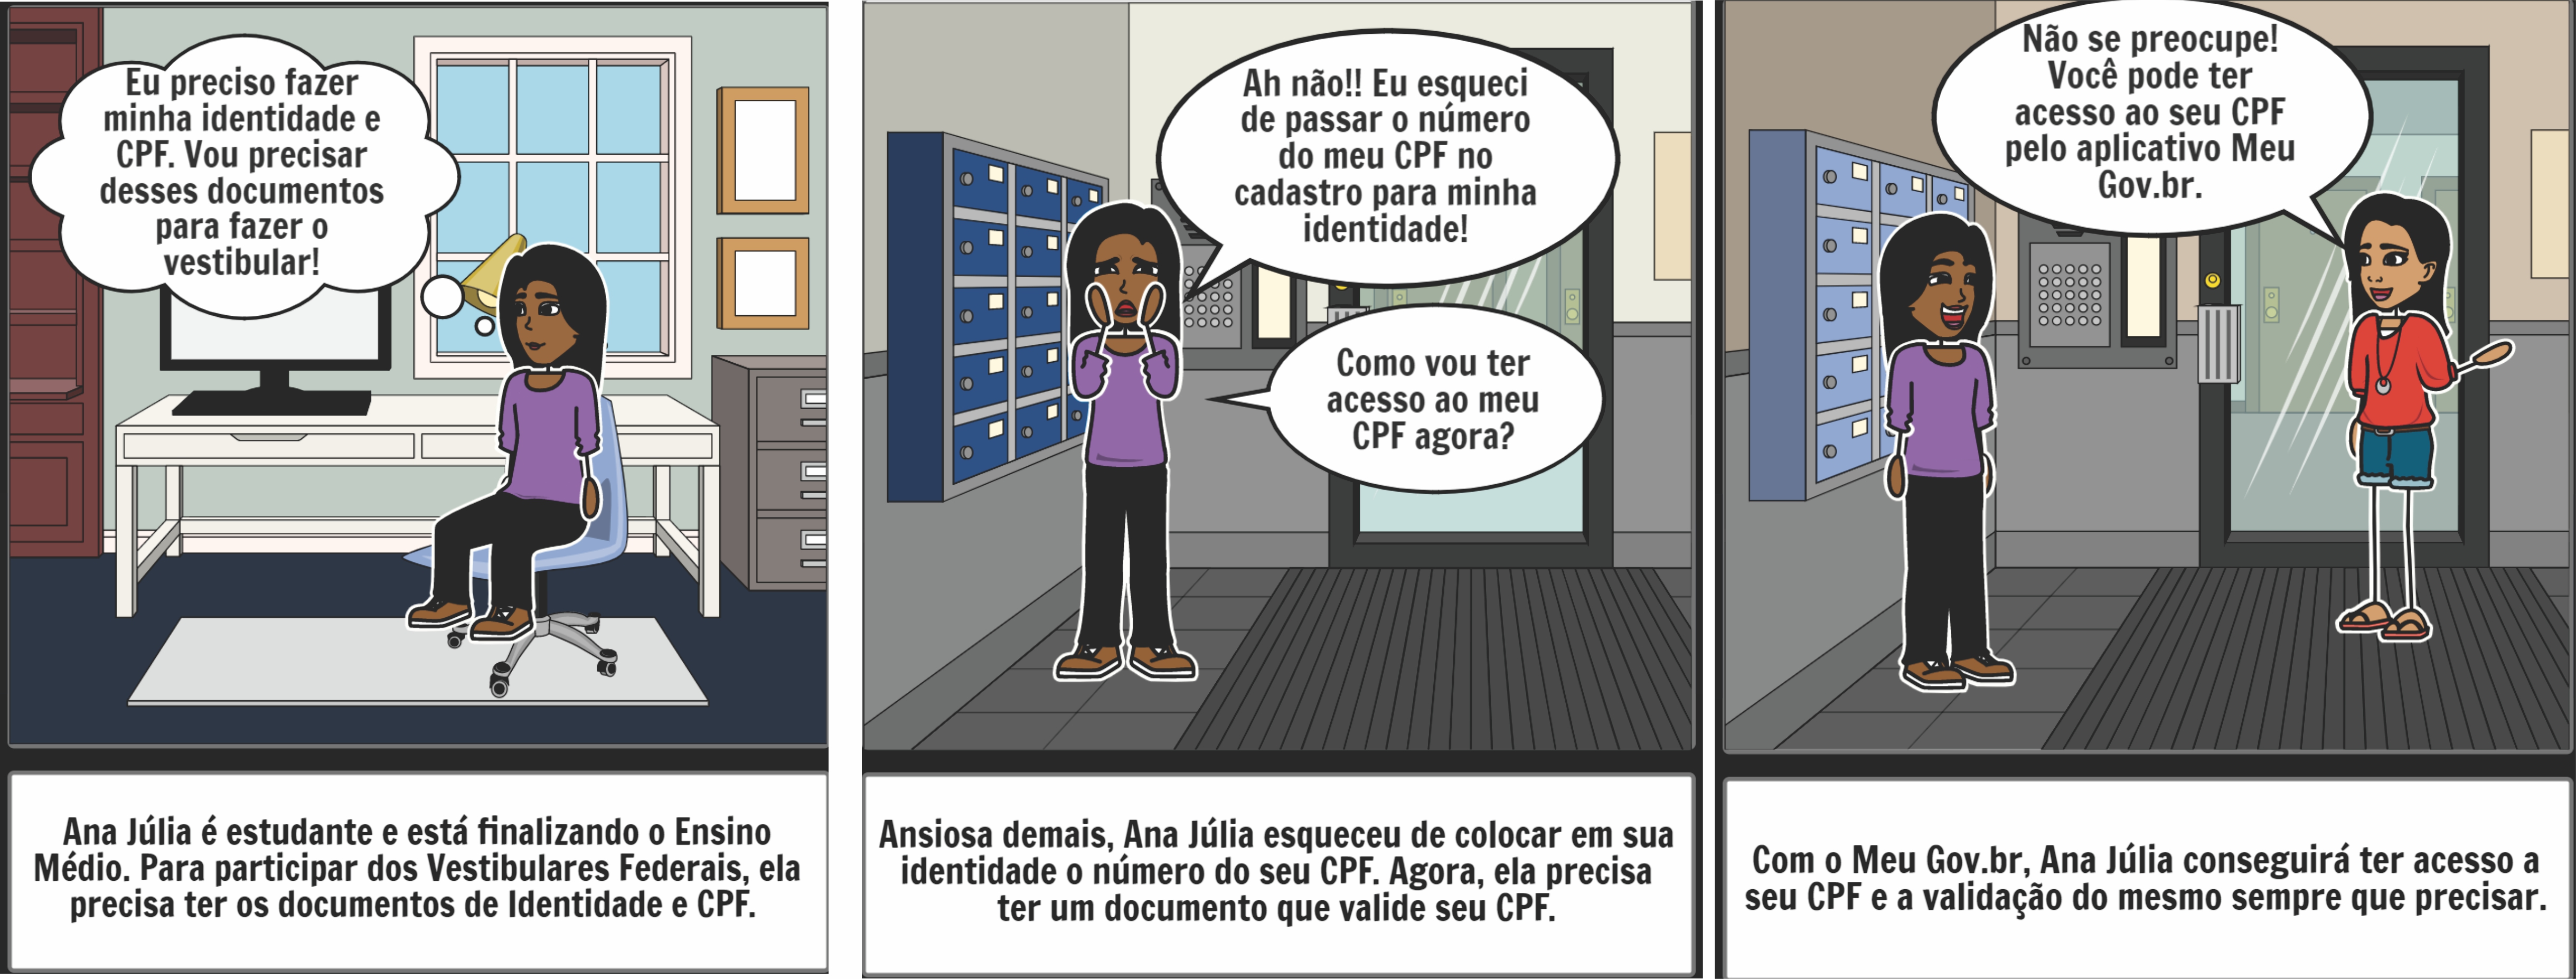 Eu preciso fazer
minha identidade e
CPF. Vou precisar
desses documentos
para fazer o
vestibular!
Ana Júlia é estudante e está finalizando o Ensino
Médio. Para participar dos Vestibulares Federais, ela
precisa ter os documentos de Identidade e CPF.
Ah não!! Eu esqueci
de passar o número
do meu CPF no
cadastro para minha
identidade!
Como vou ter
acesso ao meu
CPF agora?
Ansiosa demais, Ana Júlia esqueceu de colocar em sua
identidade o número do seu CPF. Agora, ela precisa
ter um documento que valide seu CPF.
Não se preocupe!
Você pode ter
acesso ao seu CPF
pelo aplicativo Meu
Gov.br.
Com o Meu Gov.br, Ana Júlia conseguirá ter acesso a
seu CPF e a validação do mesmo sempre que precisar.